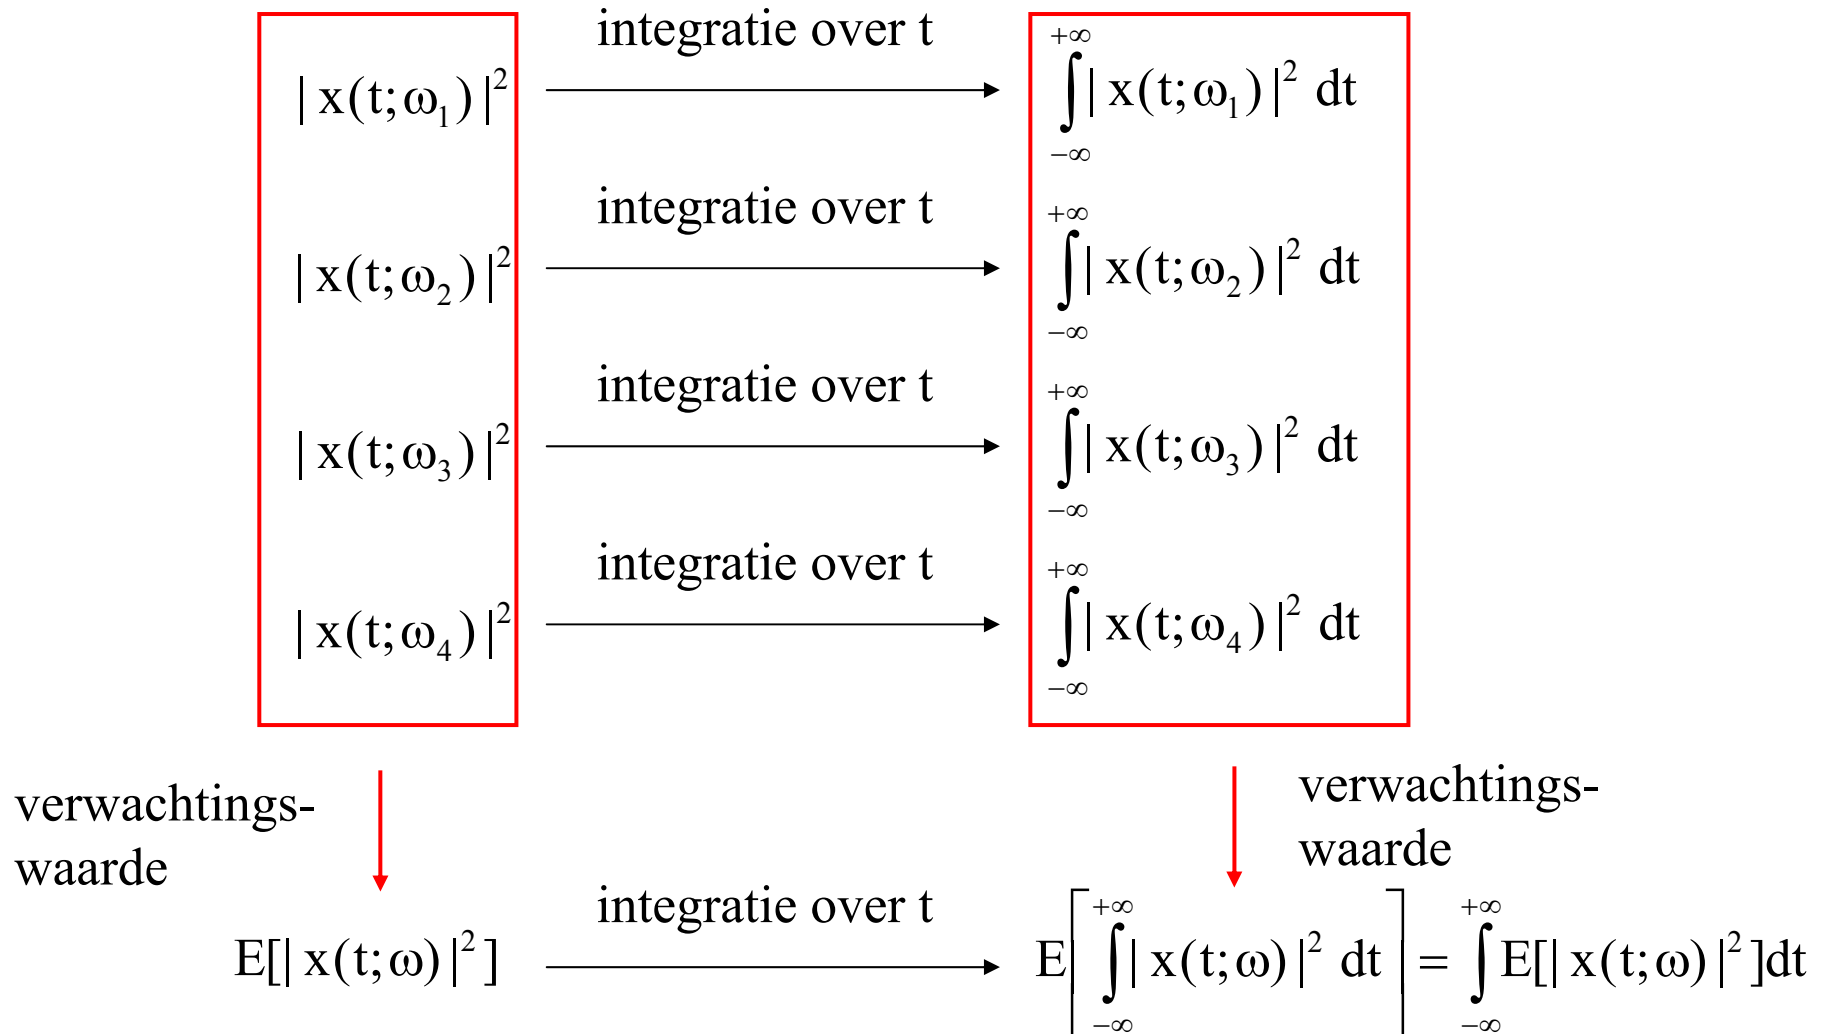 integratie over t
|x(t;ω₁)|² ∫₋∞⁺∞|x(t;ω₁)|² dt
integratie over t
|x(t;ω₂)|² ∫₋∞⁺∞|x(t;ω₂)|² dt
integratie over t
|x(t;ω₃)|² ∫₋∞⁺∞|x(t;ω₃)|² dt
integratie over t
|x(t;ω₄)|² ∫₋∞⁺∞|x(t;ω₄)|² dt
verwachtings-
waarde
verwachtings-
waarde
integratie over t
E[|x(t;ω)|²] E[∫₋∞⁺∞|x(t;ω)|² dt] = ∫₋∞⁺∞E[|x(t;ω)|²]dt